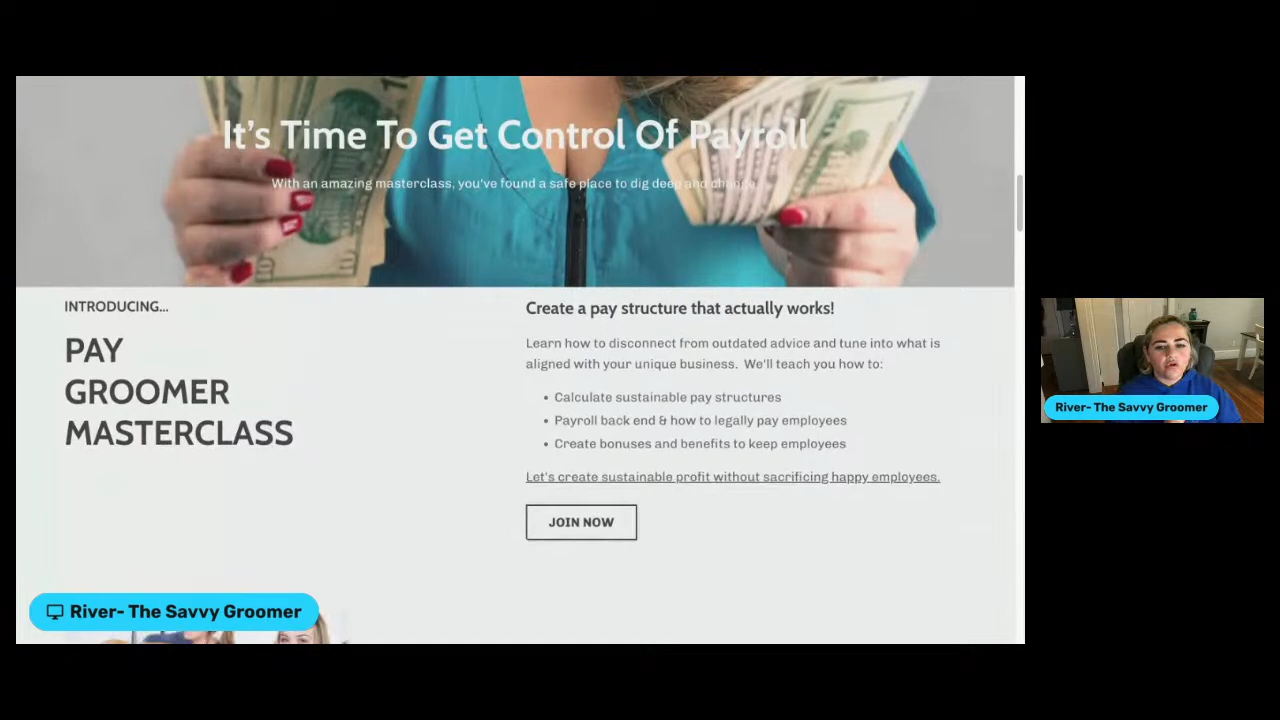 It's Time To Get Control Of Payroll
With an amazing masterclass, you've found a safe place to dig deep and change.
INTRODUCING...
PAY
GROOMER
MASTERCLASS
Create a pay structure that actually works!
Learn how to disconnect from outdated advice and tune into what is
aligned with your unique business. We'll teach you how to:
• Calculate sustainable pay structures
• Payroll back end & how to legally pay employees
• Create bonuses and benefits to keep employees
Let's create sustainable profit without sacrificing happy employees.
JOIN NOW
River- The Savvy Groomer
River- The Savvy Groomer